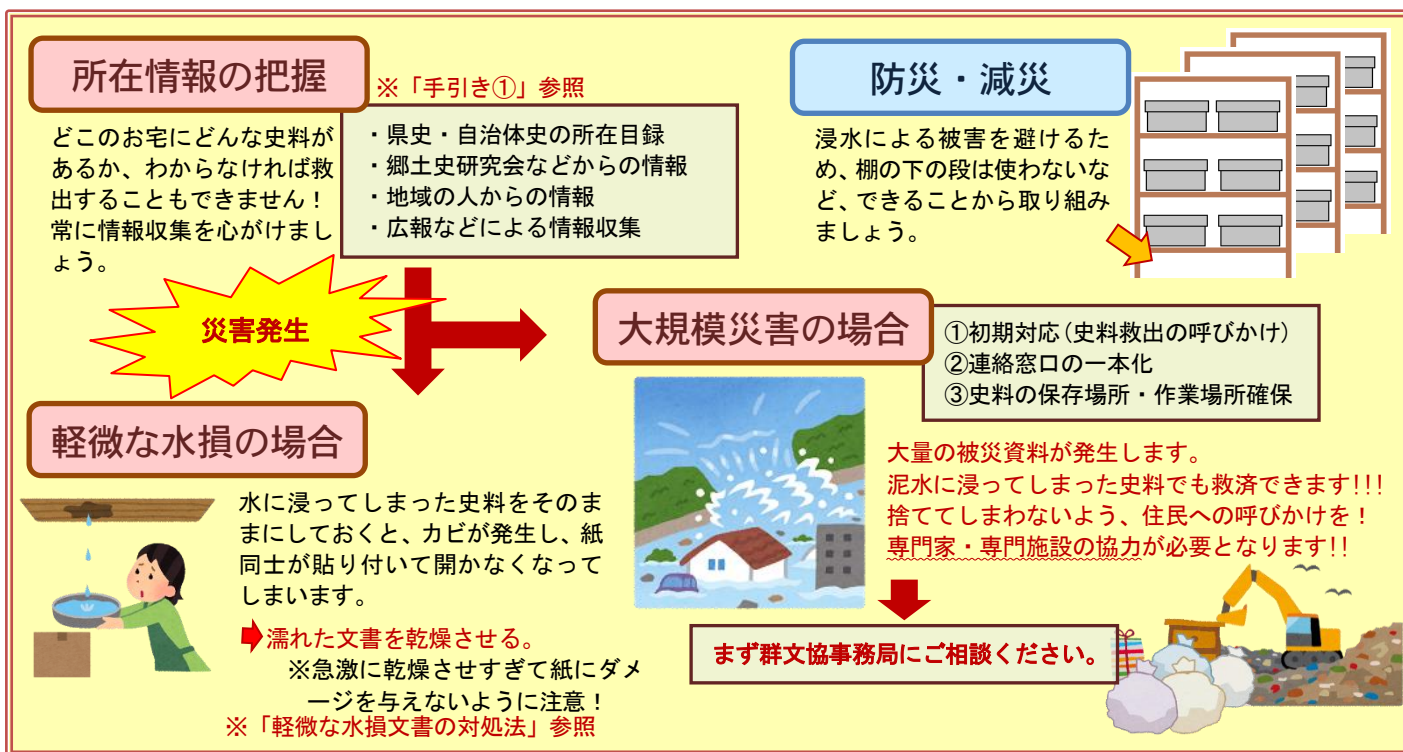 所在情報の把握
※「手引き①」参照
どこのお宅にどんな史料が
あるか、わからなければ救
出することもできません！
常に情報収集を心がけまし
ょう。
・県史・自治体史の所在目録
・郷土史研究会などからの情報
・地域の人からの情報
・広報などによる情報収集
防災・減災
浸水による被害を避けるた
め、棚の下の段は使わないな
ど、できることから取り組み
ましょう。
災害発生
大規模災害の場合
①初期対応(史料救出の呼びかけ)
②連絡窓口の一本化
③史料の保存場所・作業場所確保
大量の被災資料が発生します。
泥水に浸ってしまった史料でも救済できます!!!
捨ててしまわないよう、住民への呼びかけを！
専門家・専門施設の協力が必要となります!!
まず群文協事務局にご相談ください。
軽微な水損の場合
水に浸ってしまった史料をそのま
まにしておくと、カビが発生し、紙
同士が貼り付いて開かなくなって
しまいます。
濡れた文書を乾燥させる。
※急激に乾燥させすぎて紙にダメ
ージを与えないように注意！
※「軽微な水損文書の対処法」参照